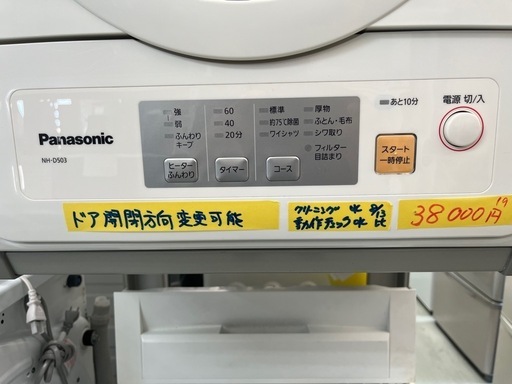 Panasonic
NH-D503
強
弱
ふんわり
キープ
ヒーター
ふんわり
60
40
20分
タイマー
標準
約75℃除菌
ワイシャツ
コース
厚物
ふとん・毛布
シワ取り
フィルター
目詰まり
あと10分
スタート
一時停止
電源 切/入
ドア開閉方向変更可能
クリーニング
動作チェック
38000円